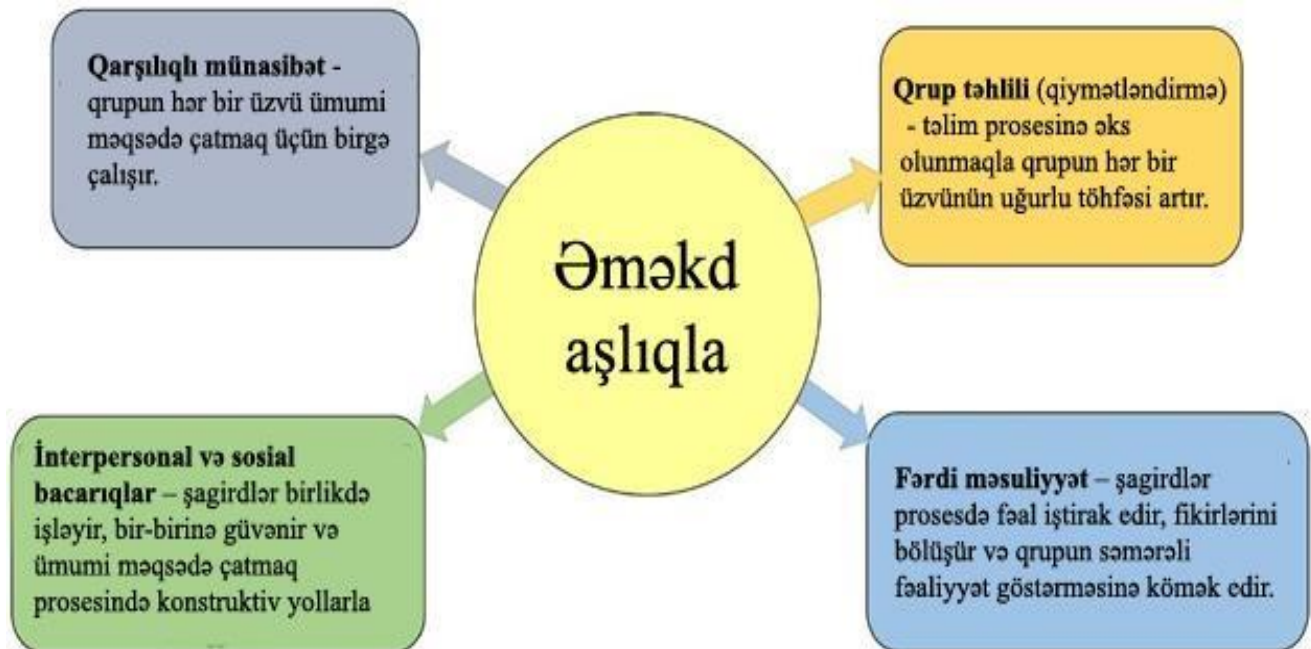 Qarşılıqlı münasibət -
qrupun hər bir üzvü ümumi
məqsədə çatmaq üçün birgə
çalışır.
Qrup təhlili (qiymətləndirmə)
- təlim prosesinə əks
olunmaqla qrupun hər bir
üzvünün uğurlu töhfəsi artır.
Əməkd
aşlıqla
İnterpersonal və sosial
bacarıqlar – şagirdlər birlikdə
işləyir, bir-birinə güvənir və
ümumi məqsədə çatmaq
prosesində konstruktiv yollarla
Fərdi məsuliyyət – şagirdlər
prosesdə fəal iştirak edir, fikirlərini
bölüşür və qrupun səmərəli
fəaliyyət göstərməsinə kömək edir.